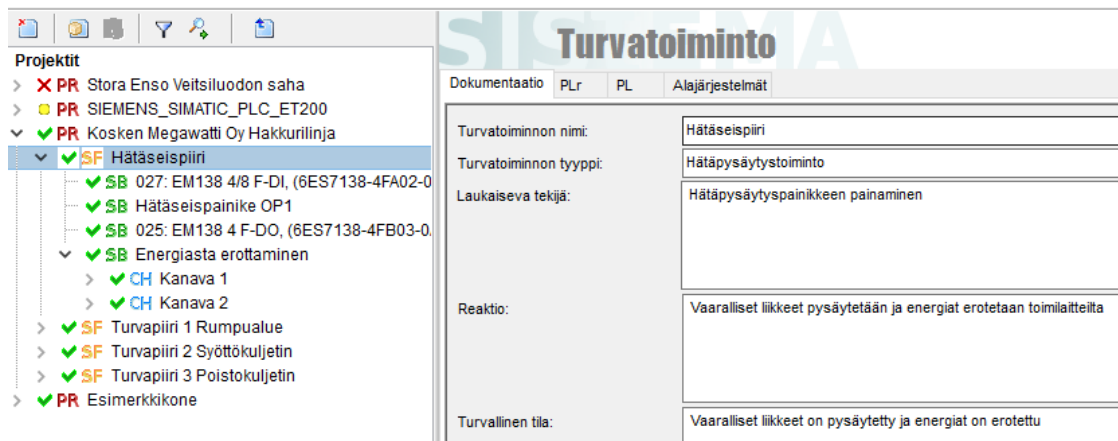 SISTEMA
Turvatoiminto
Projektit
PR Stora Enso Veitsiluodon saha
PR SIEMENS_SIMATIC_PLC_ET200
PR Kosken Megawatti Oy Hakkurilinja
SF Hätäseispiiri
SB 027: EM138 4/8 F-DI, (6ES7138-4FA02-0
SB Hätäseispainike OP1
SB 025: EM138 4 F-DO, (6ES7138-4FB03-0.
SB Energiasta erottaminen
CH Kanava 1
CH Kanava 2
SF Turvapiiri 1 Rumpualue
SF Turvapiiri 2 Syöttökuljetin
SF Turvapiiri 3 Poistokuljetin
PR Esimerkkikone
Dokumentaatio PLr PL Alajärjestelmät
Turvatoiminnon nimi: Hätäseispiiri
Turvatoiminnon tyyppi: Hätäpysäytystoiminto
Laukaiseva tekijä: Hätäpysäytyspainikkeen painaminen
Reaktio: Vaaralliset liikkeet pysäytetään ja energiat erotetaan toimilaitteilta
Turvallinen tila: Vaaralliset liikkeet on pysäytetty ja energiat on erotettu